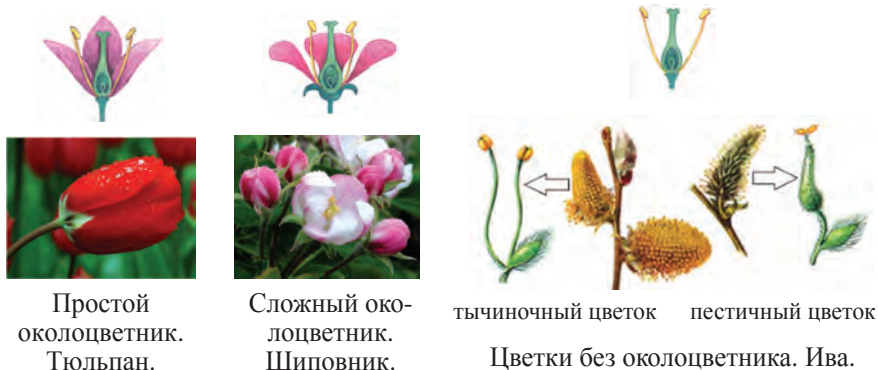 Простой
околоцветник.
Тюльпан.
Сложный око-
лоцветник.
Шиповник.
тычиночный цветок
пестичный цветок
Цветки без околоцветника. Ива.